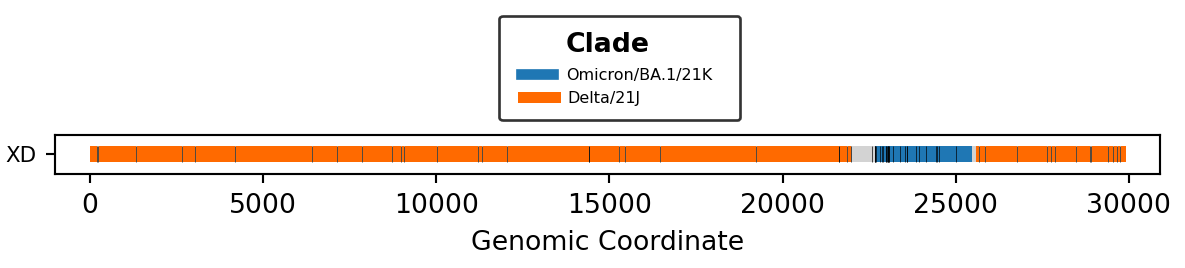 Clade
Omicron/BA.1/21K
Delta/21J
XD
0 5000 10000 15000 20000 25000 30000
Genomic Coordinate